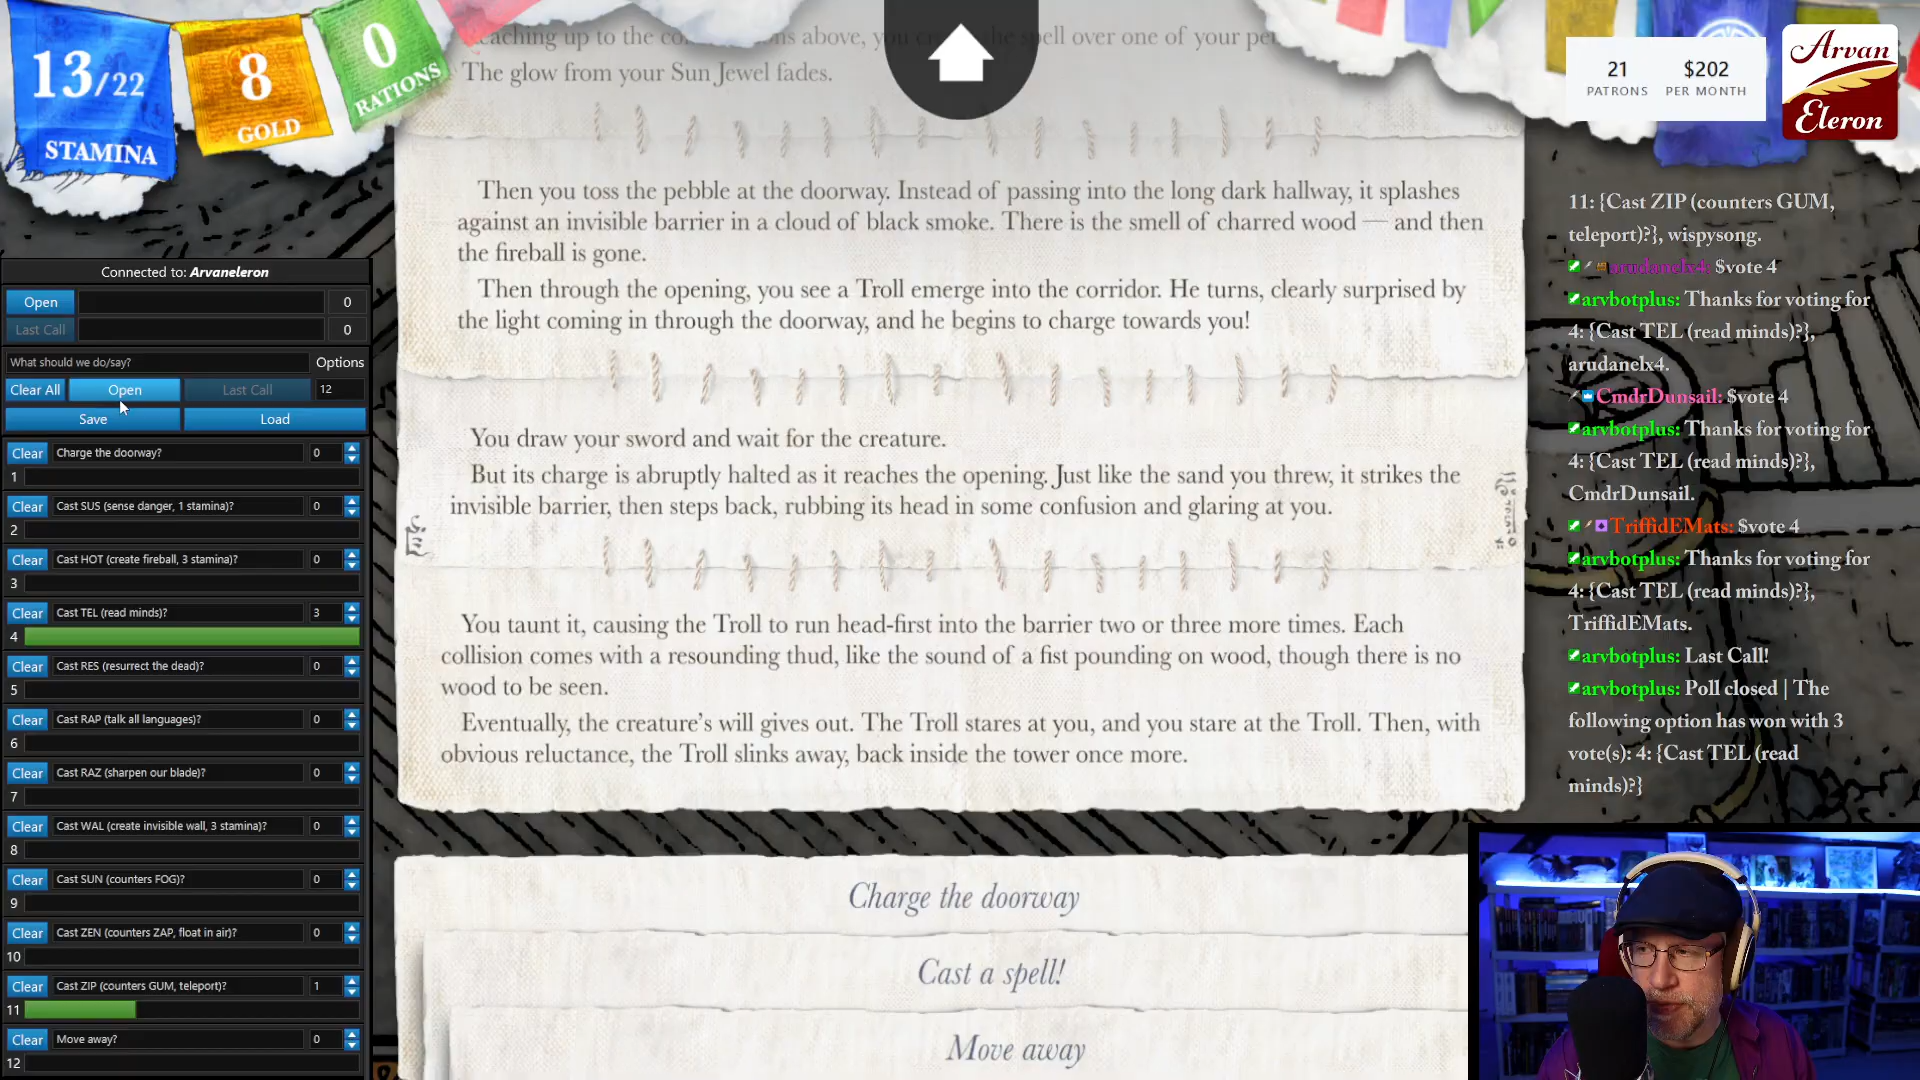 13/22
STAMINA
8
GOLD
0
RATIONS
The glow from your Sun Jewel fades.
Then you toss the pebble at the doorway. Instead of passing into the long dark hallway, it splashes
against an invisible barrier in a cloud of black smoke. There is the smell of charred wood — and then
the fireball is gone.
Then through the opening, you see a Troll emerge into the corridor. He turns, clearly surprised by
the light coming in through the doorway, and he begins to charge towards you!
You draw your sword and wait for the creature.
But its charge is abruptly halted as it reaches the opening. Just like the sand you threw, it strikes the
invisible barrier, then steps back, rubbing its head in some confusion and glaring at you.
You taunt it, causing the Troll to run head-first into the barrier two or three more times. Each
collision comes with a resounding thud, like the sound of a fist pounding on wood, though there is no
wood to be seen.
Eventually, the creature's will gives out. The Troll stares at you, and you stare at the Troll. Then, with
obvious reluctance, the Troll slinks away, back inside the tower once more.
Charge the doorway
Cast a spell!
Move away
Connected to: Arvaneleron
Open 0
Last Call 0
What should we do/say? Options
Clear All Open Last Call 12
Save Load
Clear Charge the doorway? 0
1
Clear Cast SUS (sense danger, 1 stamina)? 0
2
Clear Cast HOT (create fireball, 3 stamina)? 0
3
Clear Cast TEL (read minds)? 3
4
Clear Cast RES (resurrect the dead)? 0
5
Clear Cast RAP (talk all languages)? 0
6
Clear Cast RAZ (sharpen our blade)? 0
7
Clear Cast WAL (create invisible wall, 3 stamina)? 0
8
Clear Cast SUN (counters FOG)? 0
9
Clear Cast ZEN (counters ZAP, float in air)? 0
10
Clear Cast ZIP (counters GUM, teleport)? 1
11
Clear Move away? 0
12
21 $202
PATRONS PER MONTH
Arvan
Eleron
11: {Cast ZIP (counters GUM,
teleport)?}, wispysong.
arudanelx4: $vote 4
arvbotplus: Thanks for voting for
4: {Cast TEL (read minds)?},
arudanelx4.
CmdrDunsail: $vote 4
arvbotplus: Thanks for voting for
4: {Cast TEL (read minds)?},
CmdrDunsail.
TriffidEMats: $vote 4
arvbotplus: Thanks for voting for
4: {Cast TEL (read minds)?},
TriffidEMats.
arvbotplus: Last Call!
arvbotplus: Poll closed | The
following option has won with 3
vote(s): 4: {Cast TEL (read
minds)?}